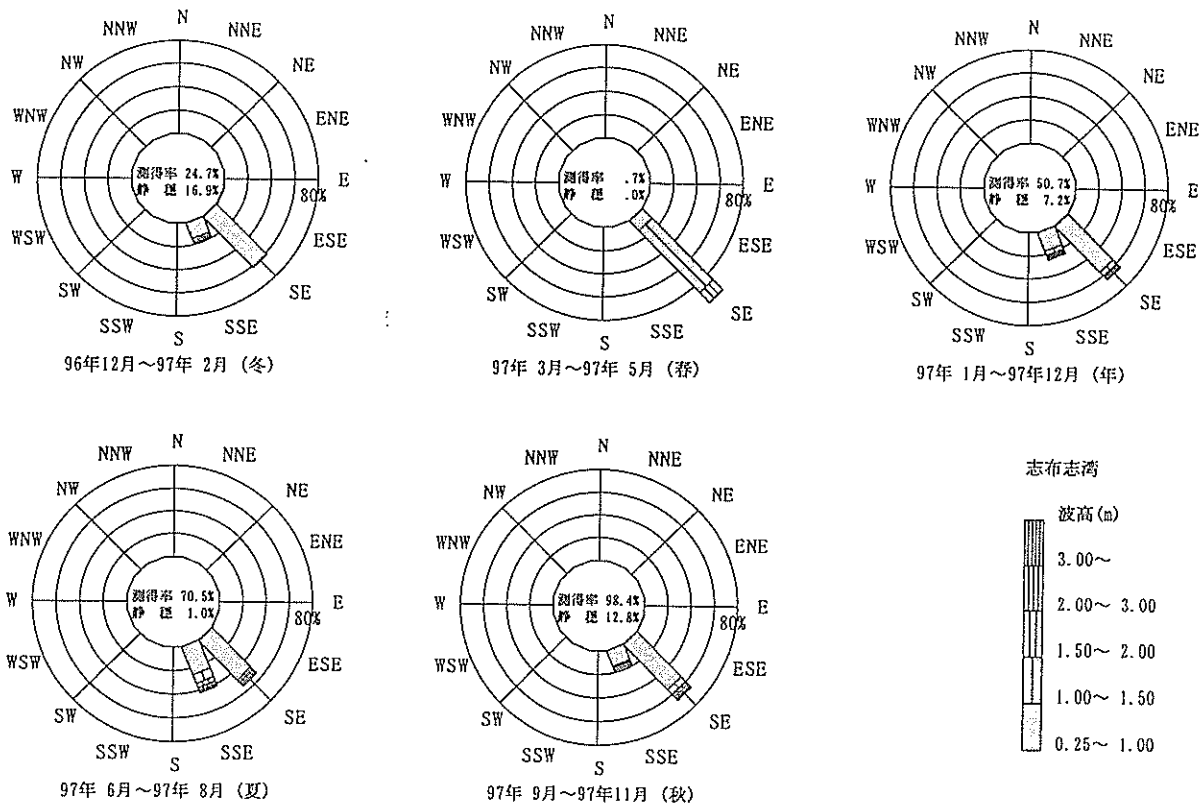 N
NNW NNE
NW NE
WNW ENE
測得率 24.7%
静 穏 16.9%
W E
80%
WSW ESE
SW SE
SSW SSE
S
96年12月～97年 2月 (冬)
N
NNW NNE
NW NE
WNW ENE
測得率 .7%
静 穏 .0%
W E
80%
WSW ESE
SW SE
SSW SSE
S
97年 3月～97年 5月 (春)
N
NNW NNE
NW NE
WNW ENE
測得率 50.7%
静 穏 7.2%
W E
80%
WSW ESE
SW SE
SSW SSE
S
97年 1月～97年12月 (年)
N
NNW NNE
NW NE
WNW ENE
測得率 70.5%
静 穏 1.0%
W E
80%
WSW ESE
SW SE
SSW SSE
S
97年 6月～97年 8月 (夏)
N
NNW NNE
NW NE
WNW ENE
測得率 98.4%
静 穏 12.8%
W E
80%
WSW ESE
SW SE
SSW SSE
S
97年 9月～97年11月 (秋)
志布志湾
波高(m)
3.00～
2.00～ 3.00
1.50～ 2.00
1.00～ 1.50
0.25～ 1.00